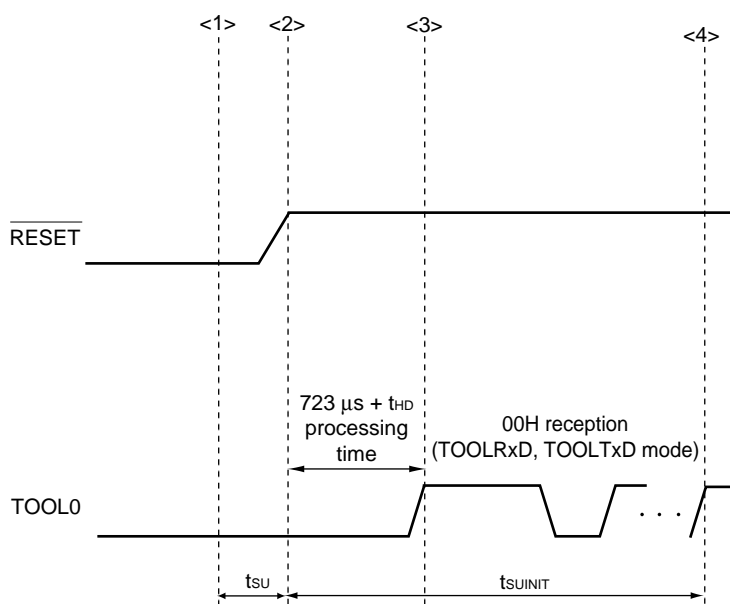 <1> <2> <3> <4>
RESET
723 μs + tHD
processing
time
00H reception
(TOOLRxD, TOOLTxD mode)
TOOL0
. . .
tSU tSUINIT